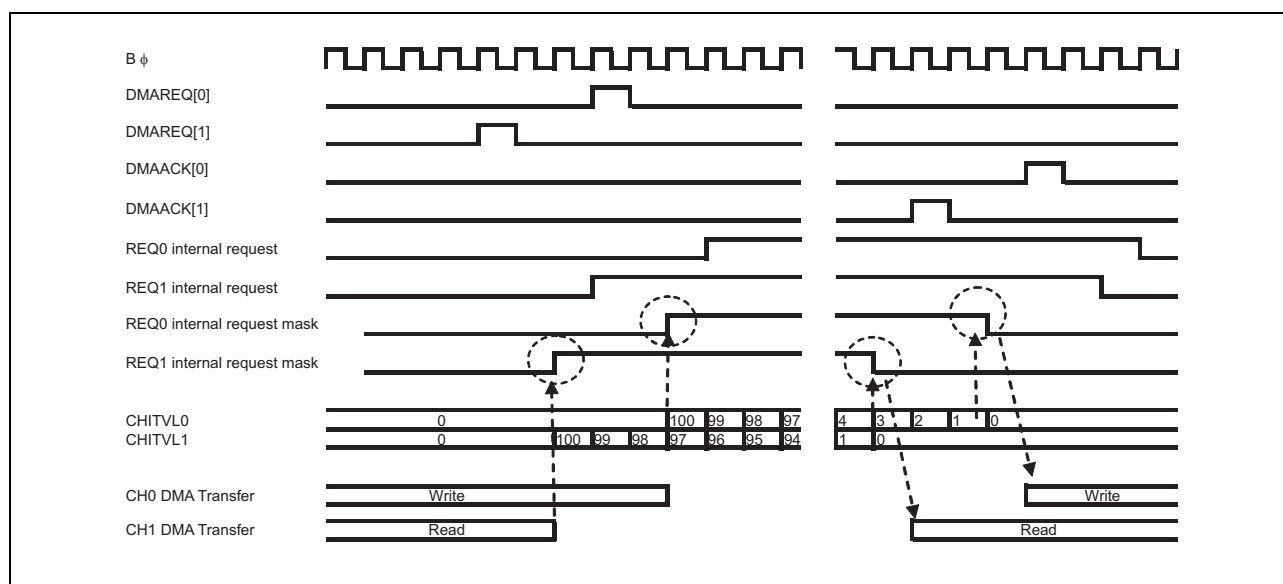 B ϕ
DMAREQ[0]
DMAREQ[1]
DMAACK[0]
DMAACK[1]
REQ0 internal request
REQ1 internal request
REQ0 internal request mask
REQ1 internal request mask
CHITVL0 0 100 99 98 97 4 3 2 1 0
CHITVL1 0 100 99 98 97 96 95 94 1 0
CH0 DMA Transfer Write Write
CH1 DMA Transfer Read Read